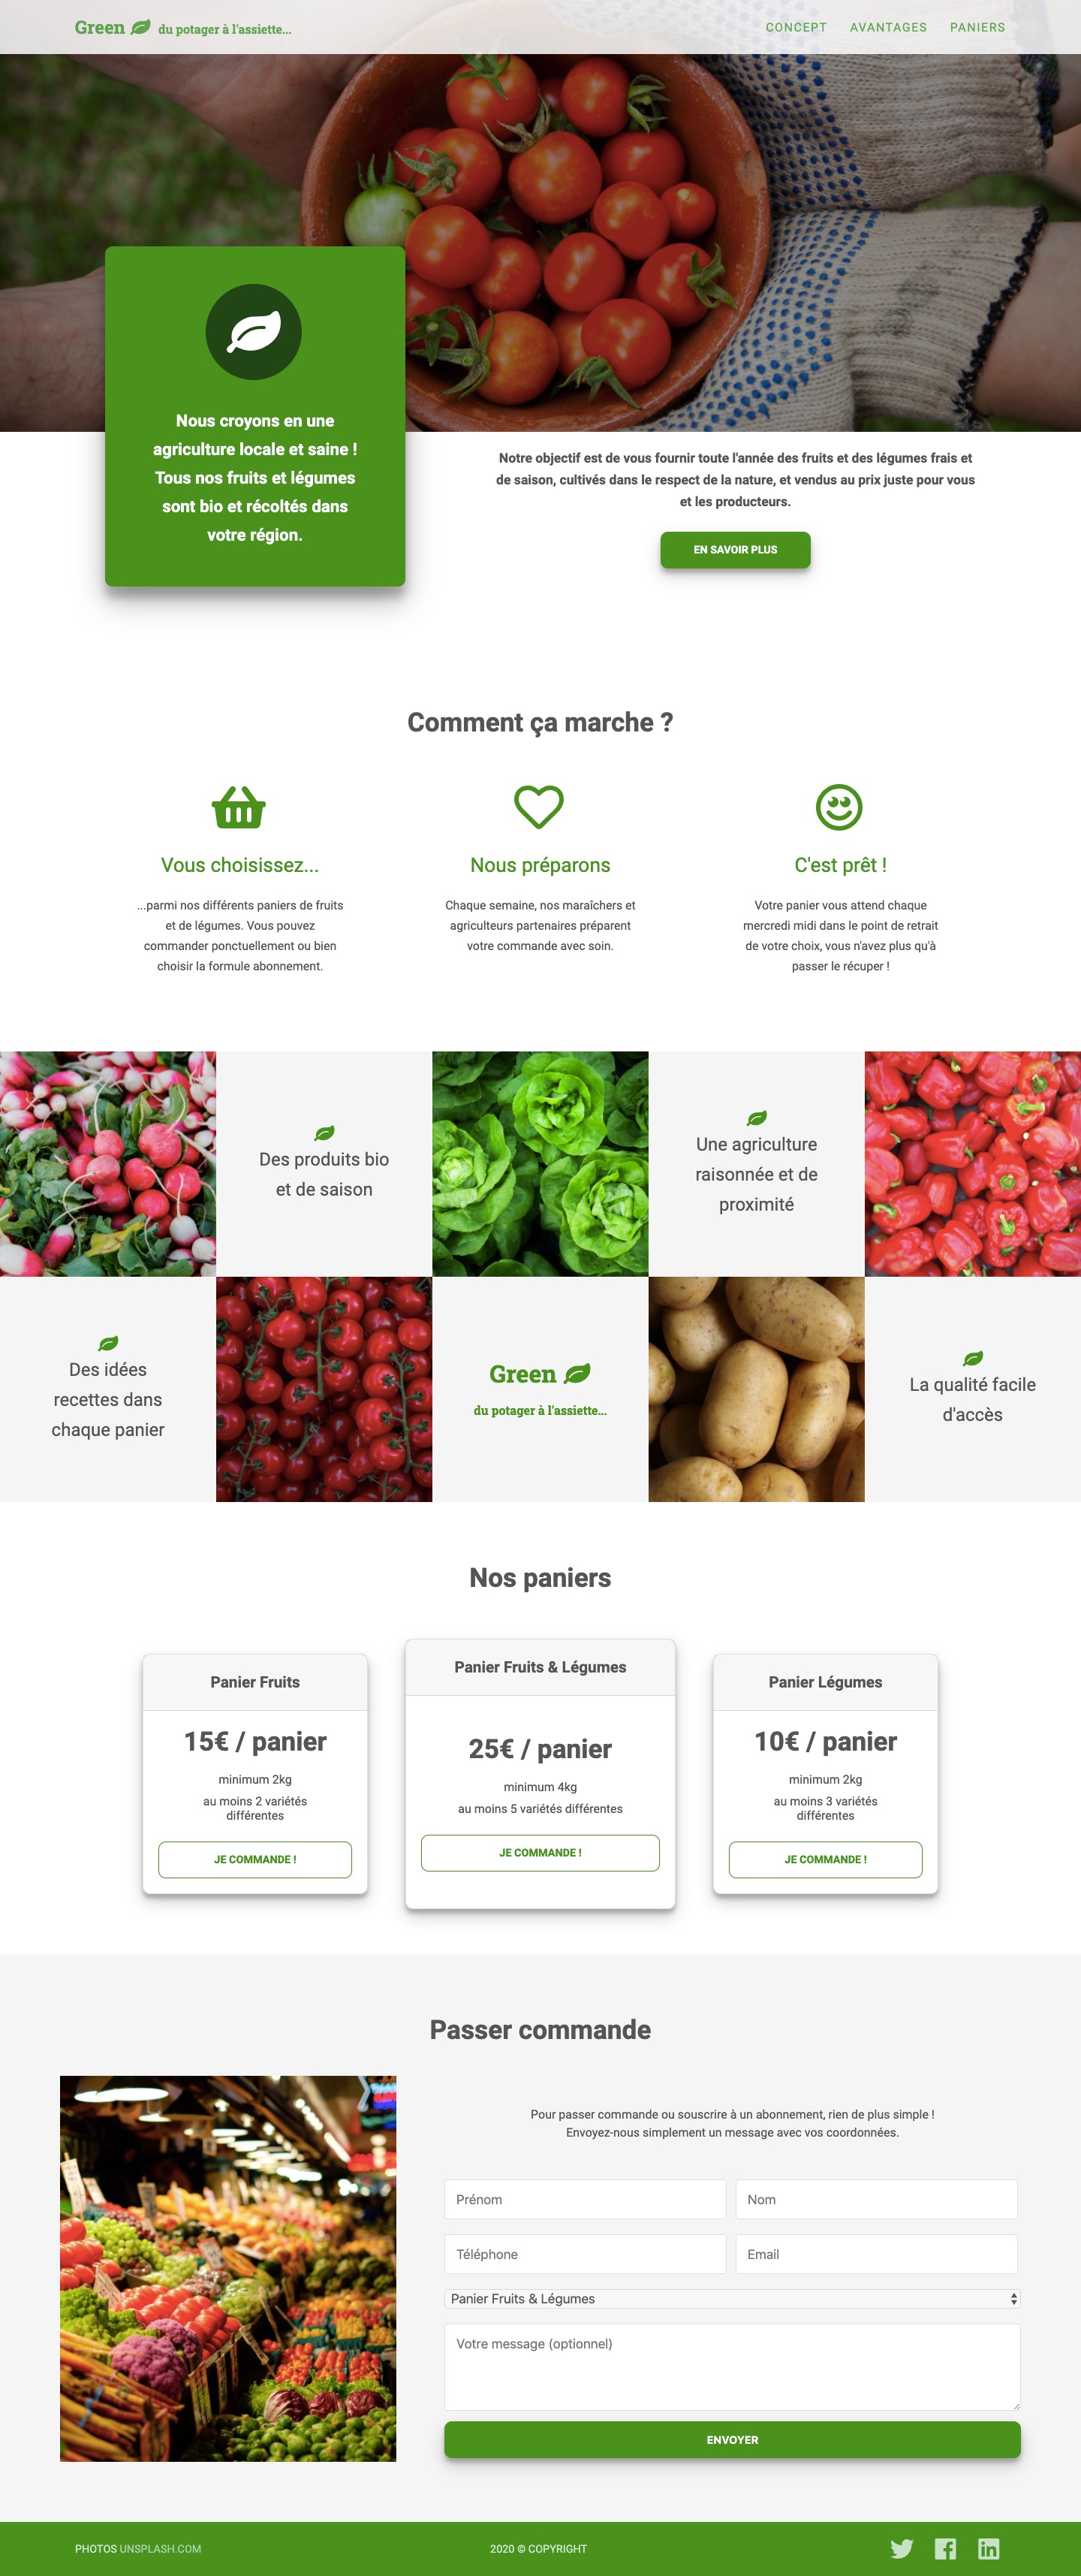 Green du potager à l'assiette...
CONCEPT AVANTAGES PANIERS
Nous croyons en une
agriculture locale et saine !
Tous nos fruits et légumes
sont bio et récoltés dans
votre région.
Notre objectif est de vous fournir toute l'année des fruits et des légumes frais et
de saison, cultivés dans le respect de la nature, et vendus au prix juste pour vous
et les producteurs.
EN SAVOIR PLUS
Comment ça marche ?
Vous choisissez...
...parmi nos différents paniers de fruits
et de légumes. Vous pouvez
commander ponctuellement ou bien
choisir la formule abonnement.
Nous préparons
Chaque semaine, nos maraîchers et
agriculteurs partenaires préparent
votre commande avec soin.
C'est prêt !
Votre panier vous attend chaque
mercredi midi dans le point de retrait
de votre choix, vous n'avez plus qu'à
passer le récuper !
Des produits bio
et de saison
Une agriculture
raisonnée et de
proximité
Des idées
recettes dans
chaque panier
Green
du potager à l'assiette...
La qualité facile
d'accès
Nos paniers
Panier Fruits
15€ / panier
minimum 2kg
au moins 2 variétés
différentes
JE COMMANDE !
Panier Fruits & Légumes
25€ / panier
minimum 4kg
au moins 5 variétés différentes
JE COMMANDE !
Panier Légumes
10€ / panier
minimum 2kg
au moins 3 variétés
différentes
JE COMMANDE !
Passer commande
Pour passer commande ou souscrire à un abonnement, rien de plus simple !
Envoyez-nous simplement un message avec vos coordonnées.
Prénom
Nom
Téléphone
Email
Panier Fruits & Légumes
Votre message (optionnel)
ENVOYER
PHOTOS UNSPLASH.COM
2020 © COPYRIGHT